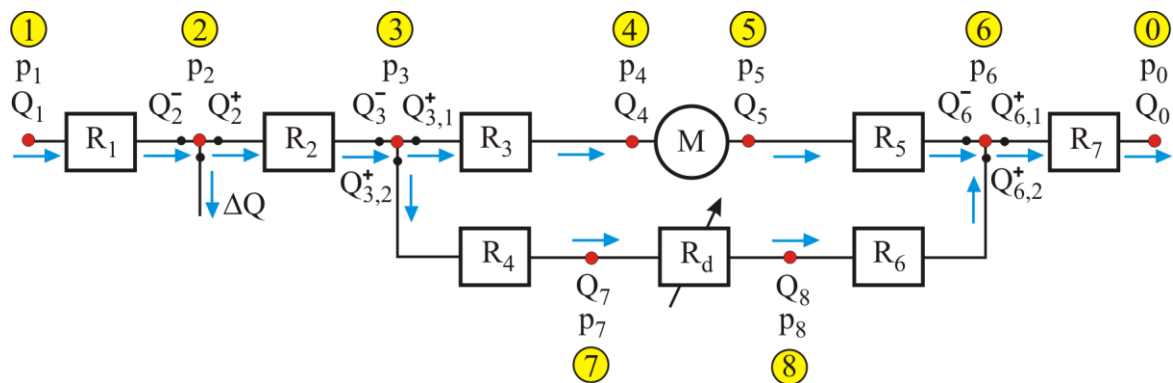 1 2 3 4 5 6 0
p₁ p₂ p₃ p₄ p₅ p₆ p₀
Q₁ Q₂⁻ Q₂⁺ Q₃⁻ Q₃,₁⁺ Q₄ Q₅ Q₆⁻ Q₆,₁⁺ Q₀
R₁ R₂ R₃ M R₅ R₇
Q₃,₂⁺ Q₆,₂⁺
ΔQ
R₄ R_d R₆
Q₇ Q₈
p₇ p₈
7 8